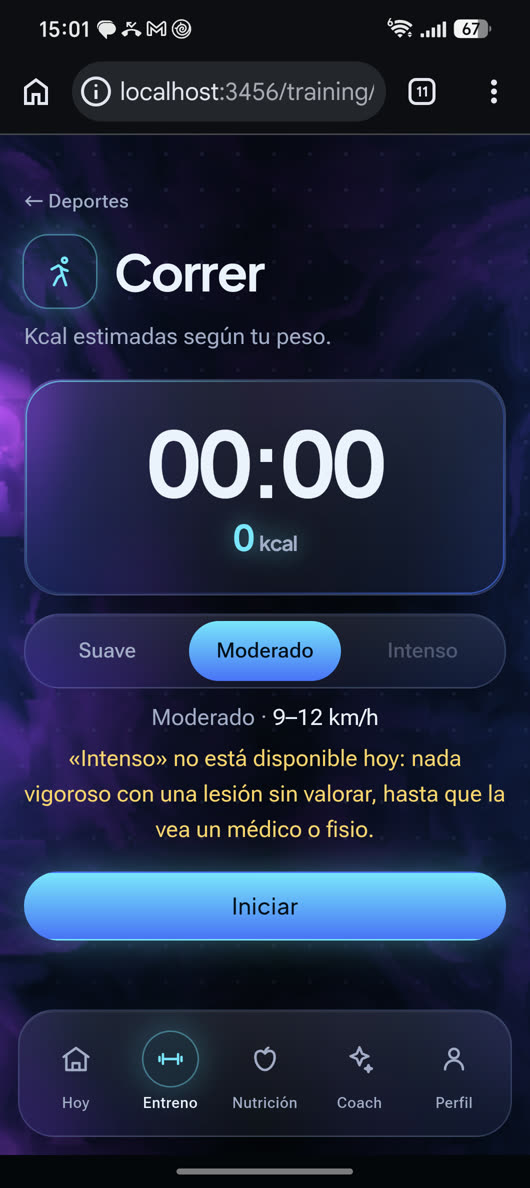 15:01
6
67
localhost:3456/training/
11
← Deportes
Correr
Kcal estimadas según tu peso.
00:00
0 kcal
Suave Moderado Intenso
Moderado · 9–12 km/h
«Intenso» no está disponible hoy: nada
vigoroso con una lesión sin valorar, hasta que la
vea un médico o fisio.
Iniciar
Hoy Entreno Nutrición Coach Perfil